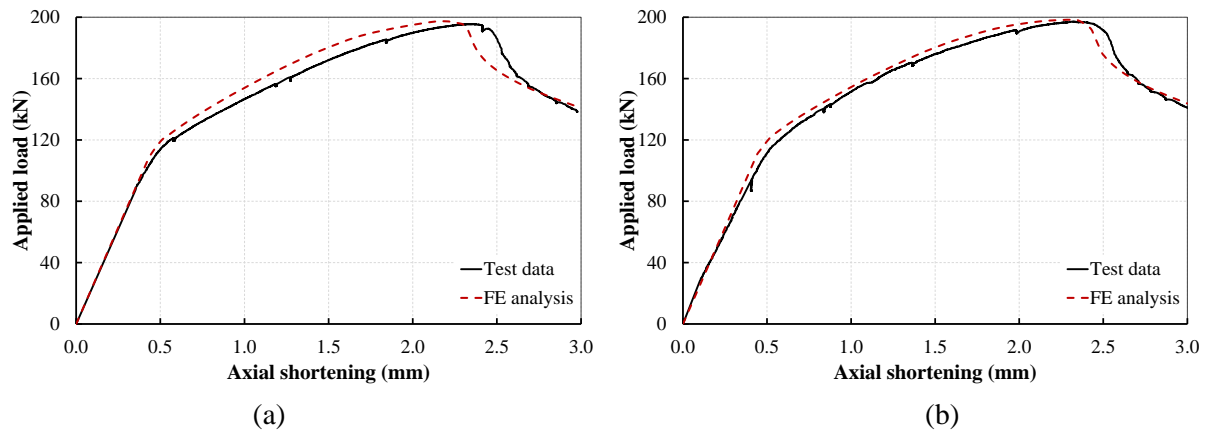 200
160
120
80
40
0
Applied load (kN)
Test data
FE analysis
0.0 0.5 1.0 1.5 2.0 2.5 3.0
Axial shortening (mm)
(a)
200
160
120
80
40
0
Applied load (kN)
Test data
FE analysis
0.0 0.5 1.0 1.5 2.0 2.5 3.0
Axial shortening (mm)
(b)